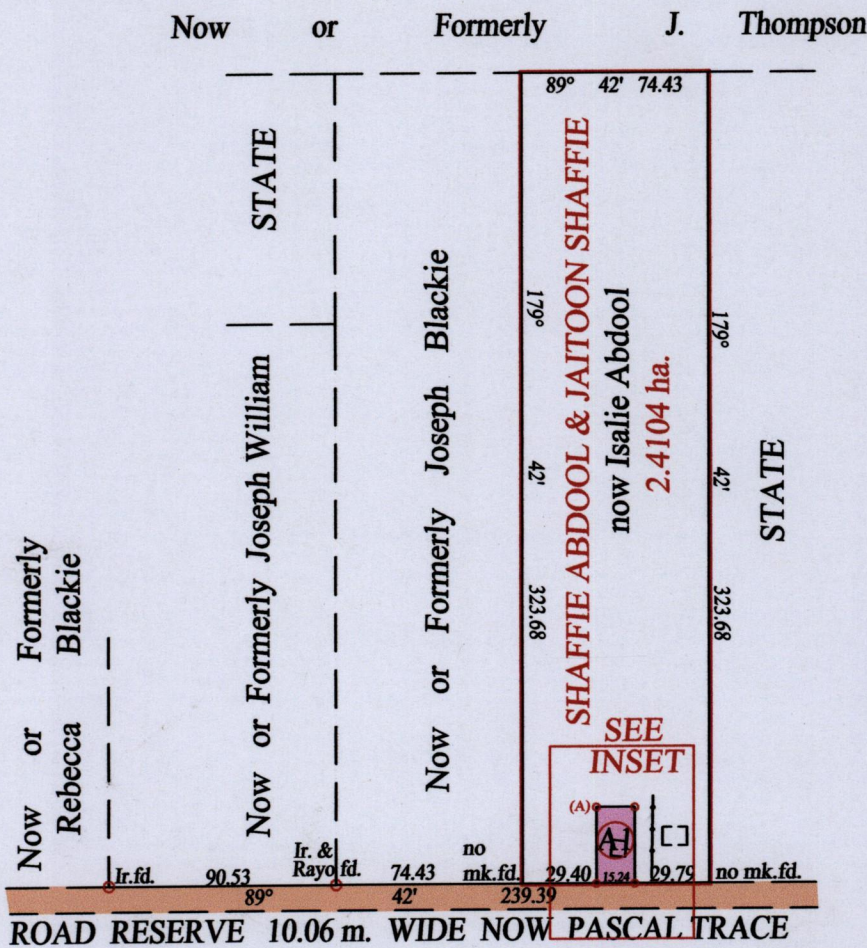 Now or Formerly J. Thompson
89° 42' 74.43
STATE
Now or Formerly Joseph William
Now or Formerly Joseph Blackie
Now or Formerly
Rebecca Blackie
179° 42' 323.68
SHAFFIE ABDOOL & JAITOON SHAFFIE
now Isalie Abdool
2.4104 ha.
179° 42' 323.68
STATE
SEE
INSET
(A)
Ir.fd.
90.53
Ir. &
Rayo fd.
74.43
no
mk.fd.
29.40
15.24
29.79
no mk.fd.
89° 42' 239.39
ROAD RESERVE 10.06 m. WIDE NOW PASCAL TRACE